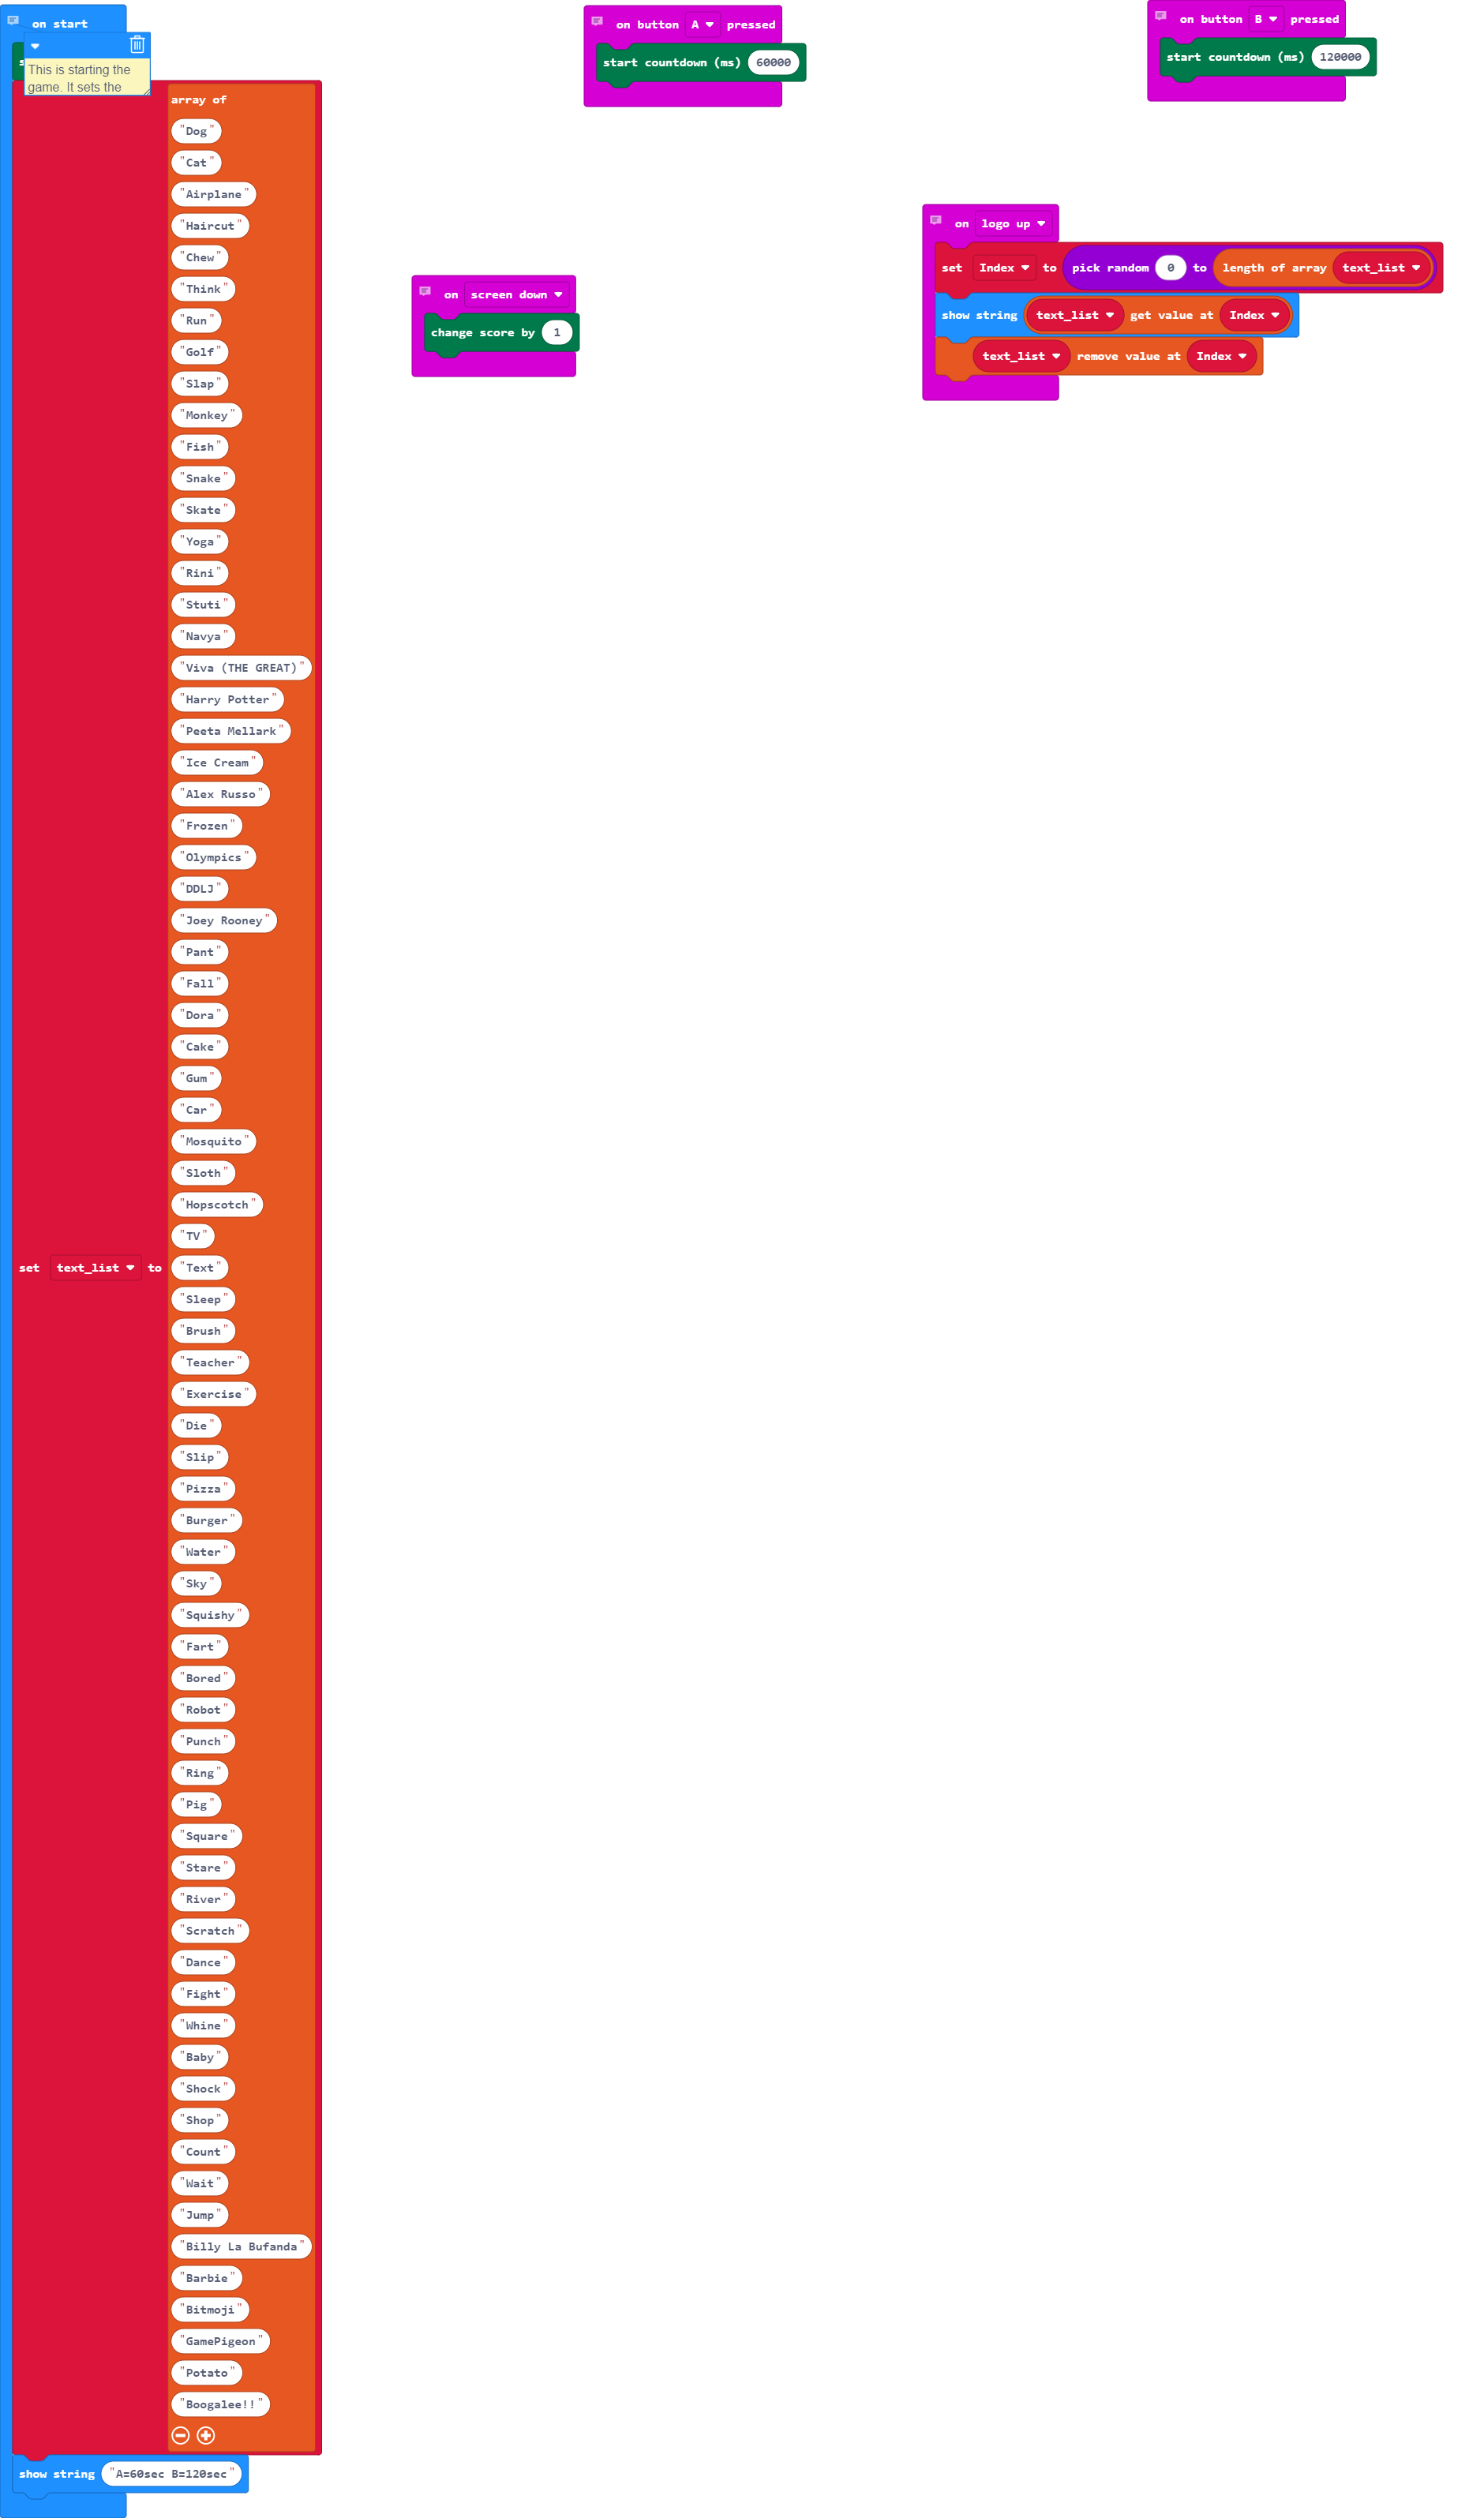 on start
This is starting the
game. It sets the
set text_list to
array of
"Dog"
"Cat"
"Airplane"
"Haircut"
"Chew"
"Think"
"Run"
"Golf"
"Slap"
"Monkey"
"Fish"
"Snake"
"Skate"
"Yoga"
"Rini"
"Stuti"
"Navya"
"Viva (THE GREAT)"
"Harry Potter"
"Peeta Mellark"
"Ice Cream"
"Alex Russo"
"Frozen"
"Olympics"
"DDLJ"
"Joey Rooney"
"Pant"
"Fall"
"Dora"
"Cake"
"Gum"
"Car"
"Mosquito"
"Sloth"
"Hopscotch"
"TV"
"Text"
"Sleep"
"Brush"
"Teacher"
"Exercise"
"Die"
"Slip"
"Pizza"
"Burger"
"Water"
"Sky"
"Squishy"
"Fart"
"Bored"
"Robot"
"Punch"
"Ring"
"Pig"
"Square"
"Stare"
"River"
"Scratch"
"Dance"
"Fight"
"Whine"
"Baby"
"Shock"
"Shop"
"Count"
"Wait"
"Jump"
"Billy La Bufanda"
"Barbie"
"Bitmoji"
"GamePigeon"
"Potato"
"Boogalee!!"
show string "A=60sec B=120sec"
on button A pressed
start countdown (ms) 60000
on button B pressed
start countdown (ms) 120000
on screen down
change score by 1
on logo up
set Index to pick random 0 to length of array text_list
show string text_list get value at Index
text_list remove value at Index